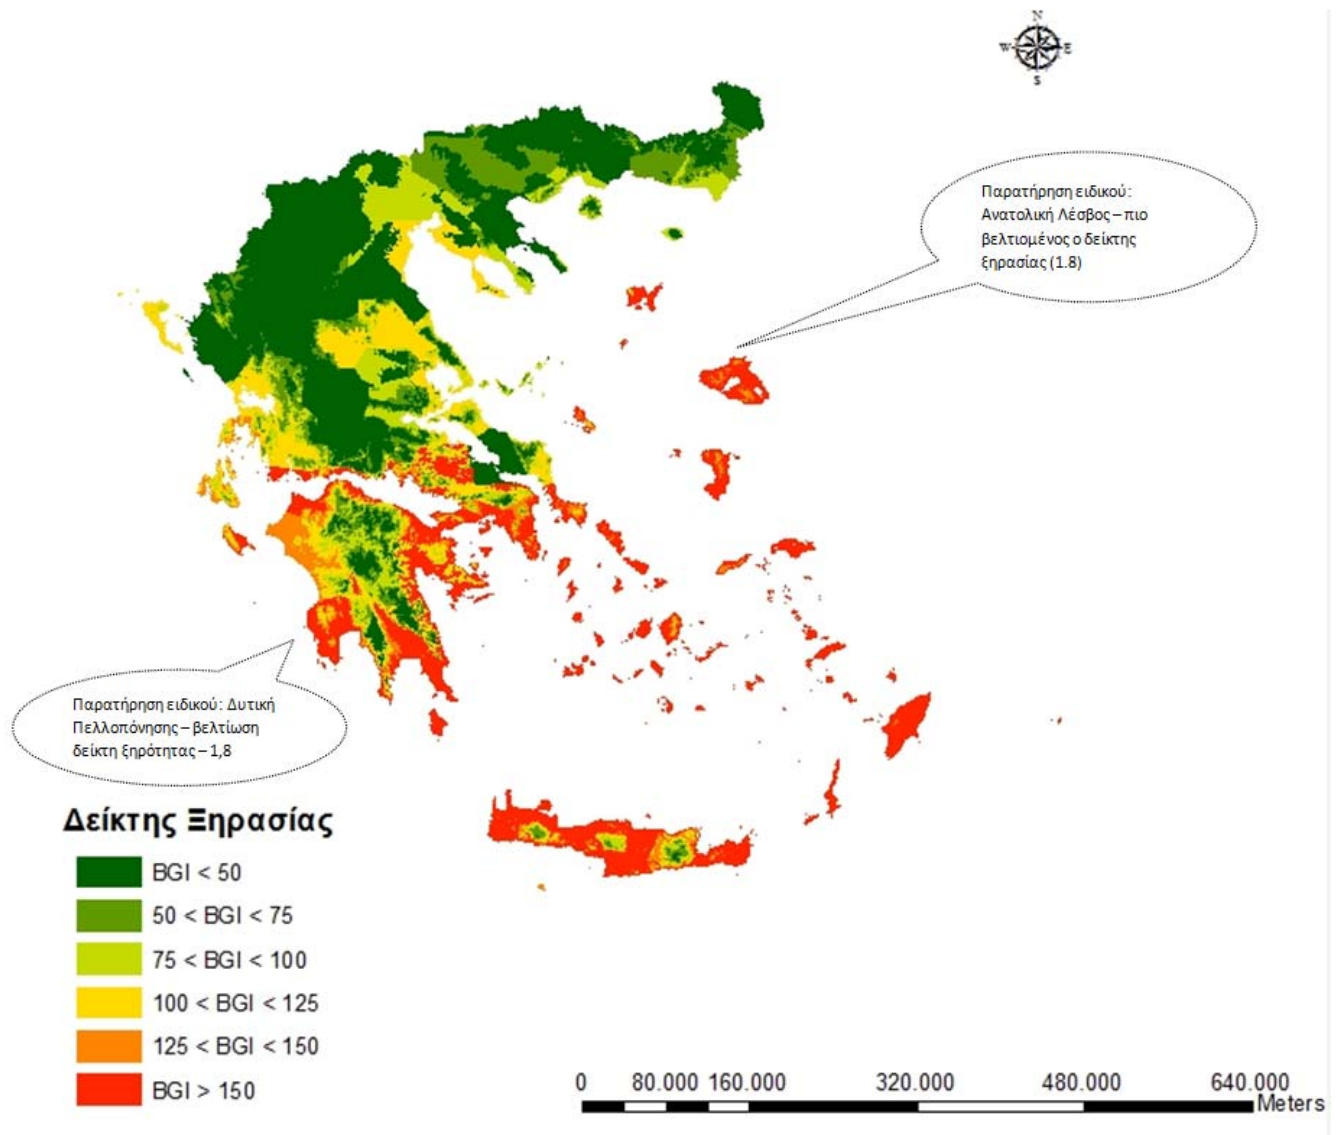 N
W E
S
Παρατήρηση ειδικού:
Ανατολική Λέσβος – πιο
βελτιομένος ο δείκτης
ξηρασίας (1.8)
Παρατήρηση ειδικού: Δυτική
Πελλοπόνησης – βελτίωση
δείκτη ξηρότητας – 1,8
Δείκτης Ξηρασίας
BGI < 50
50 < BGI < 75
75 < BGI < 100
100 < BGI < 125
125 < BGI < 150
BGI > 150
0 80.000 160.000 320.000 480.000 640.000
Meters